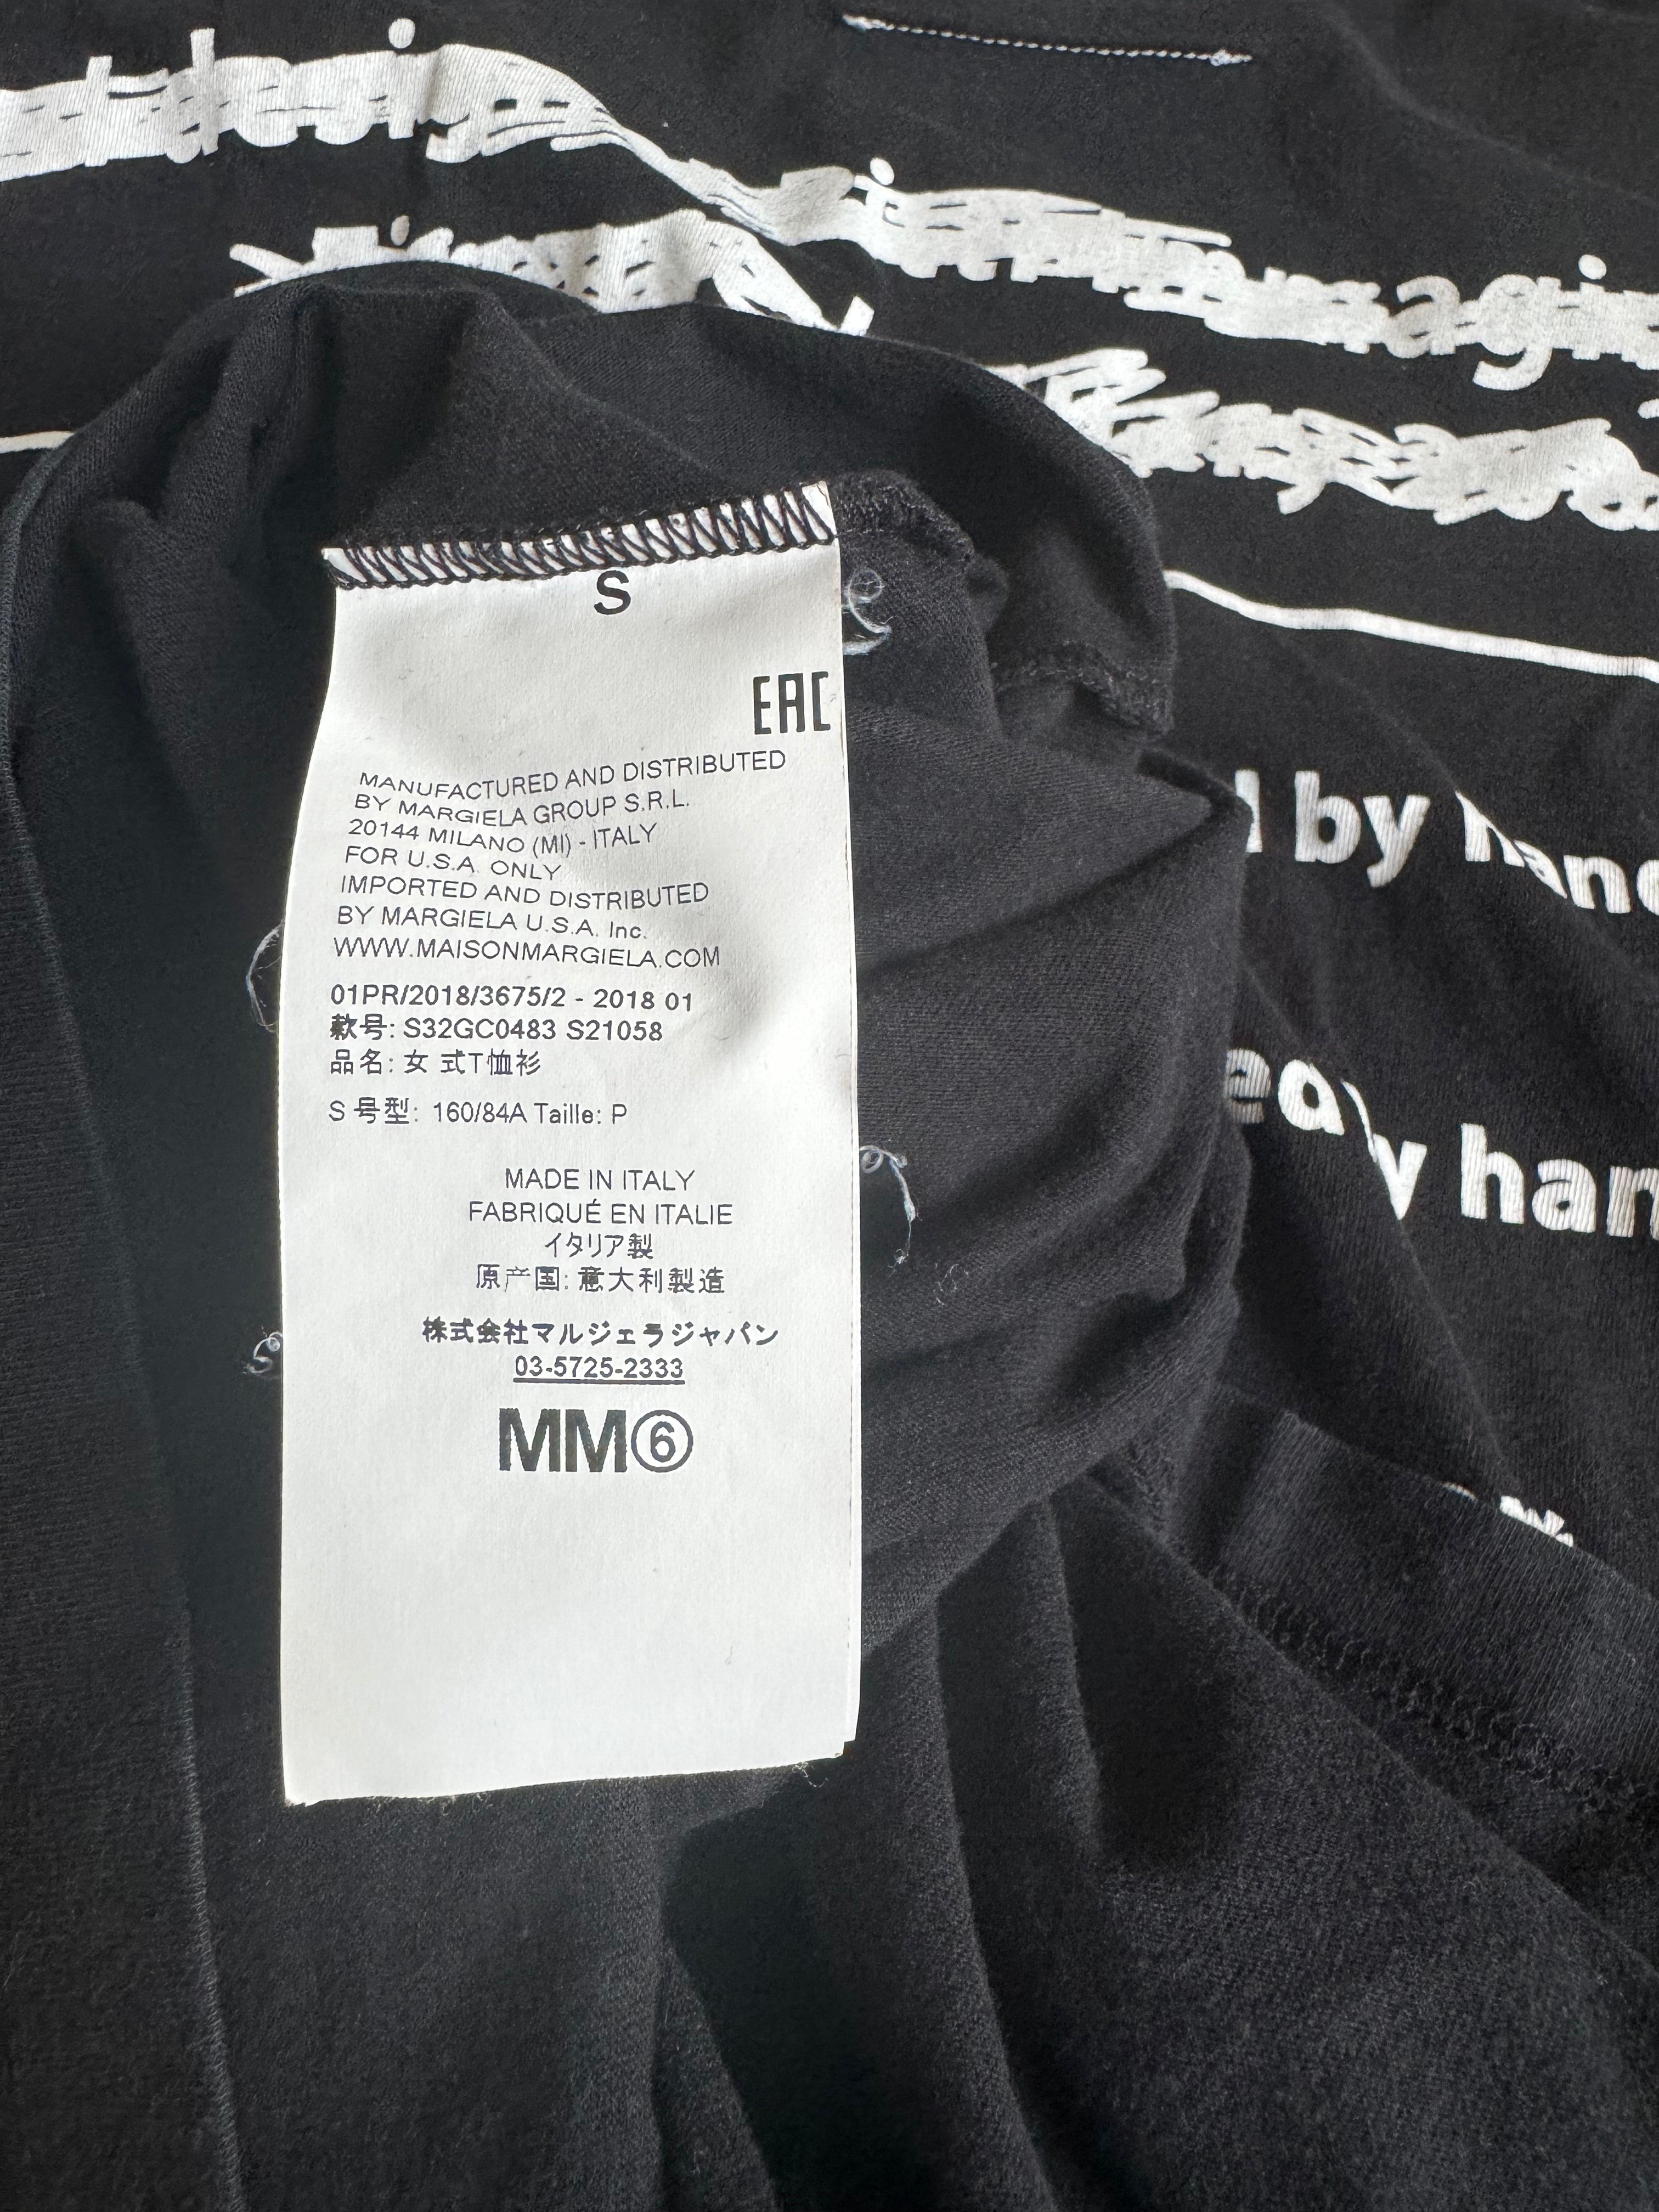 S
EAC
MANUFACTURED AND DISTRIBUTED
BY MARGIELA GROUP S.R.L.
20144 MILANO (MI) - ITALY
FOR U.S.A. ONLY
IMPORTED AND DISTRIBUTED
BY MARGIELA U.S.A. Inc.
WWW.MAISONMARGIELA.COM
01PR/2018/3675/2 - 2018 01
款号: S32GC0483 S21058
品名: 女 式T恤衫
S 号型: 160/84A Taille: P
MADE IN ITALY
FABRIQUÉ EN ITALIE
イタリア製
原产国: 意大利製造
株式会社マルジェラジャパン
03-5725-2333
MM⑥
by